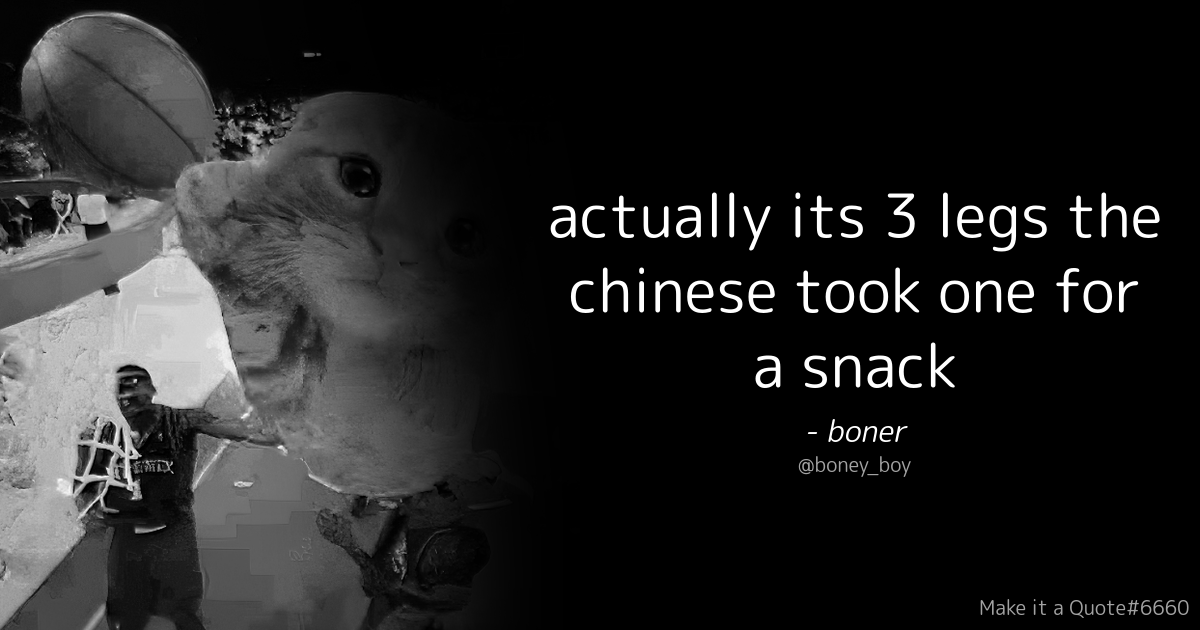 actually its 3 legs the
chinese took one for
a snack
- boner
@boney_boy
Make it a Quote#6660